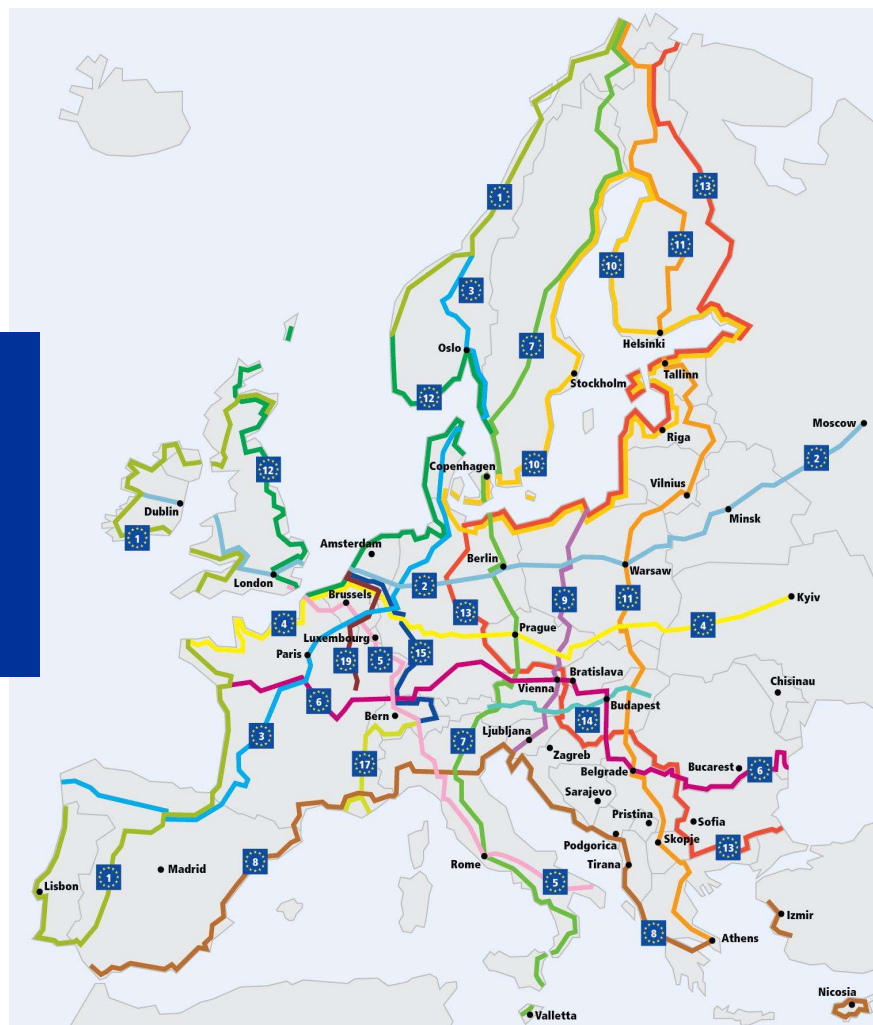 1
13
11
10
3
7
Oslo
Helsinki
Stockholm
Tallinn
12
Riga
Moscow
10
2
Copenhagen
12
Vilnius
Dublin
Minsk
1
Amsterdam
Berlin
Warsaw
London
2
Brussels
9
11
Kyiv
13
4
4
Prague
Luxembourg
Paris
19
5
15
Bratislava
Vienna
Chisinau
6
Budapest
Bern
14
3
7
Ljubljana
Zagreb
17
Belgrade
Bucarest
6
Sarajevo
Pristina
Sofia
Skopje
Podgorica
13
Rome
Tirana
8
Madrid
1
5
Lisbon
Izmir
8
Athens
Nicosia
Valletta